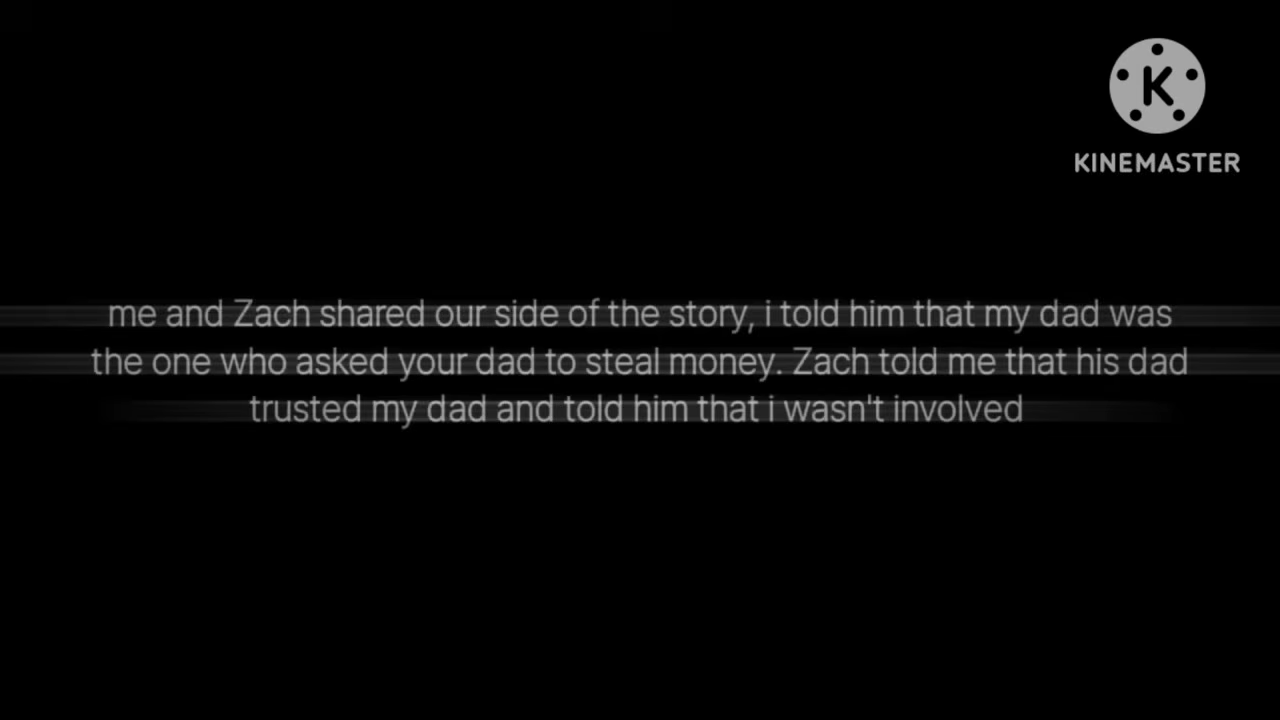 K
KINEMASTER
me and Zach shared our side of the story, i told him that my dad was
the one who asked your dad to steal money. Zach told me that his dad
trusted my dad and told him that i wasn't involved